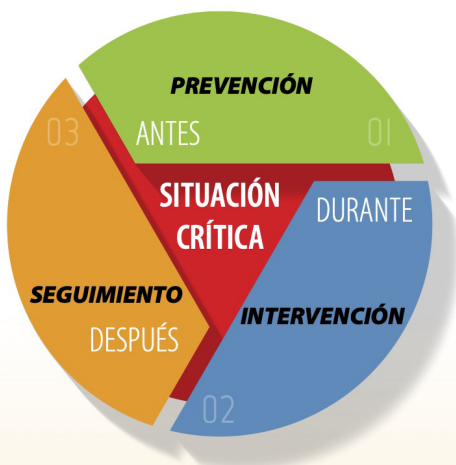 PREVENCIÓN
ANTES
01
SITUACIÓN
CRÍTICA
DURANTE
INTERVENCIÓN
02
03
SEGUIMIENTO
DESPUÉS